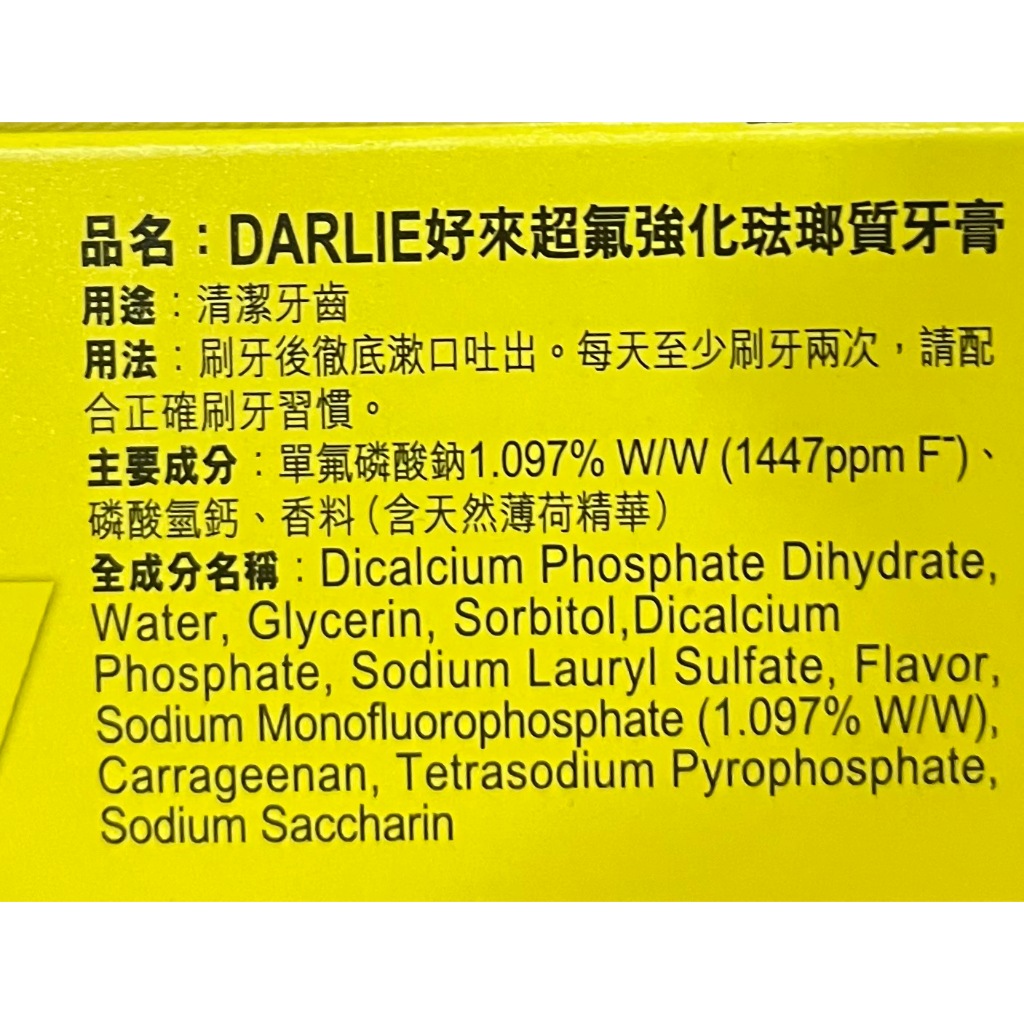 品名：DARLIE好來超氟強化琺瑯質牙膏
用途：清潔牙齒
用法：刷牙後徹底漱口吐出。每天至少刷牙兩次，請配
合正確刷牙習慣。
主要成分：單氟磷酸鈉1.097% W/W (1447ppm F⁻)、
磷酸氫鈣、香料(含天然薄荷精華)
全成分名稱：Dicalcium Phosphate Dihydrate,
Water, Glycerin, Sorbitol,Dicalcium
Phosphate, Sodium Lauryl Sulfate, Flavor,
Sodium Monofluorophosphate (1.097% W/W),
Carrageenan, Tetrasodium Pyrophosphate,
Sodium Saccharin